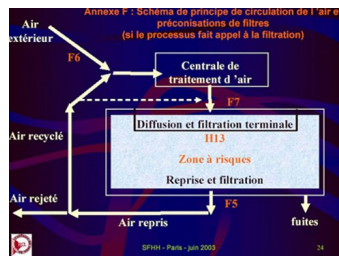 Annexe F : Schéma de principe de circulation de l 'air et
préconisations de filtres
(si le processus fait appel à la filtration)
Air
extérieur
F6
Centrale de
traitement d 'air
F7
Diffusion et filtration terminale
H13
Air recyclé
Zone à risques
Reprise et filtration
Air rejeté
F5
Air repris
fuites
SFHH - Paris - juin 2003
24